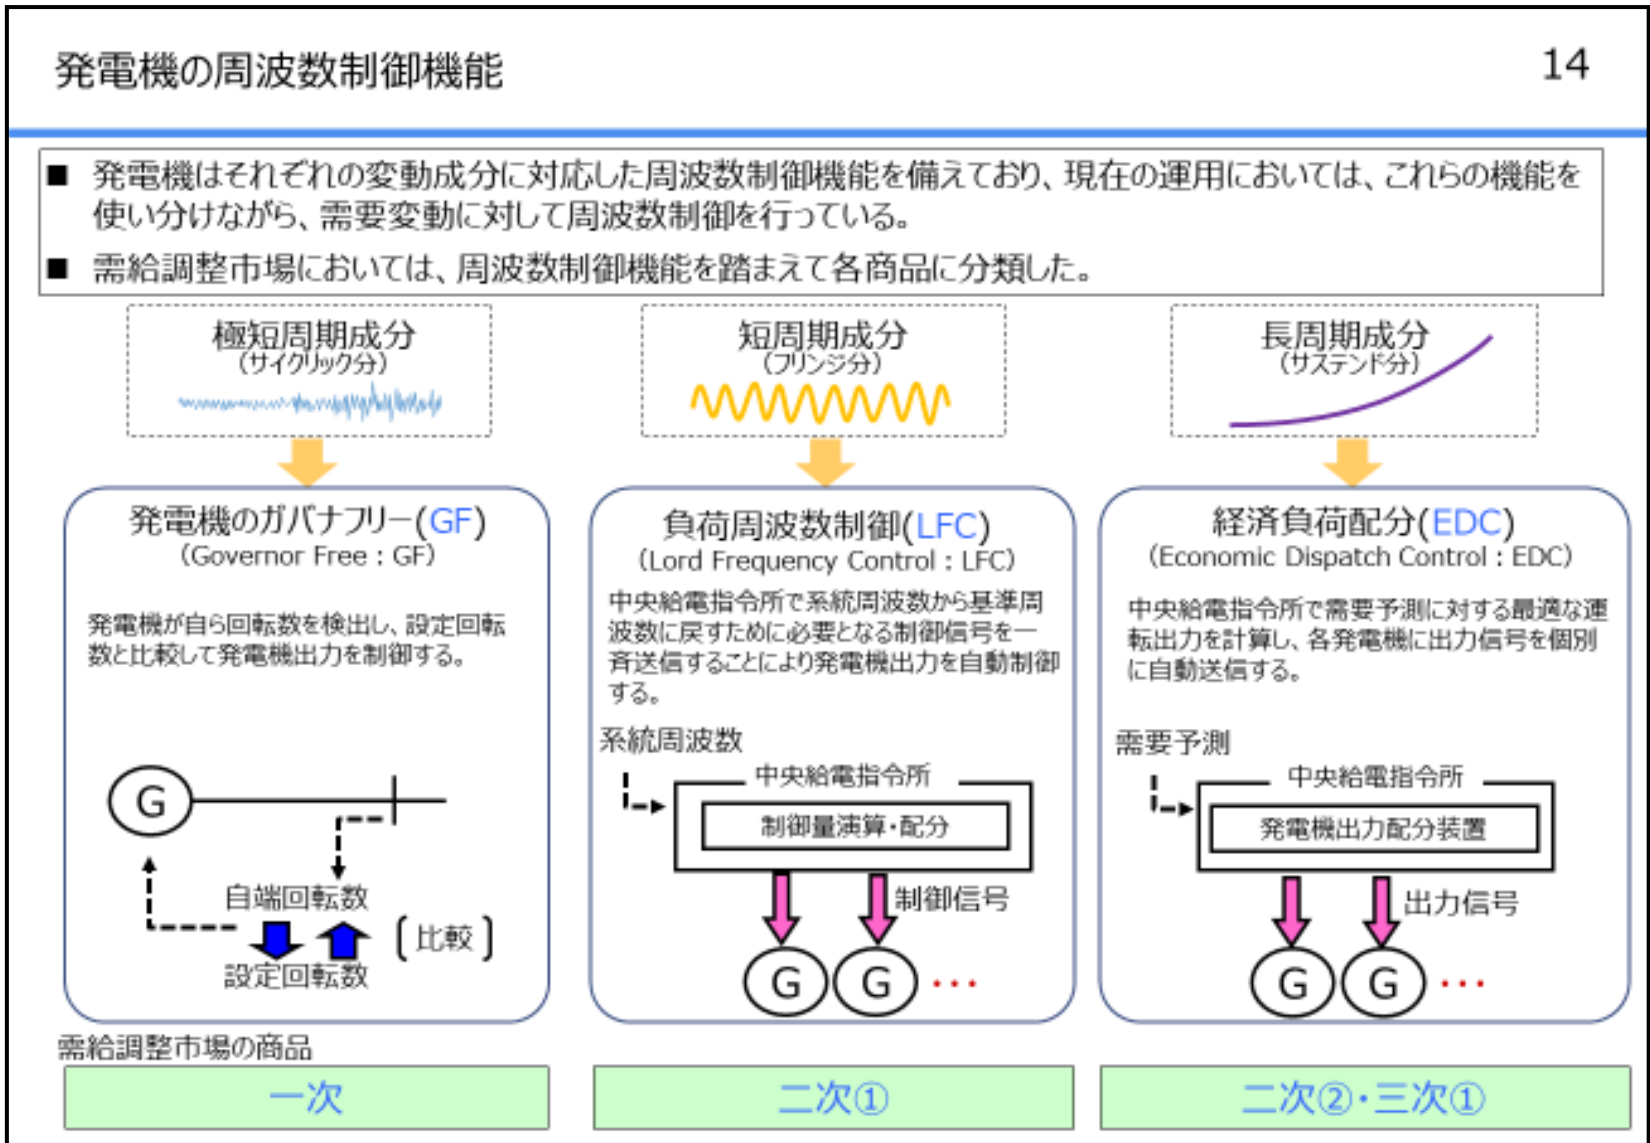 発電機の周波数制御機能
14
■ 発電機はそれぞれの変動成分に対応した周波数制御機能を備えており、現在の運用においては、これらの機能を
使い分けながら、需要変動に対して周波数制御を行っている。
■ 需給調整市場においては、周波数制御機能を踏まえて各商品に分類した。
極短周期成分
(サイクリック分)
短周期成分
(フリンジ分)
長周期成分
(サステンド分)
発電機のガバナフリー(GF)
(Governor Free:GF)
発電機が自ら回転数を検出し、設定回転
数と比較して発電機出力を制御する。
G
自端回転数
[比較]
設定回転数
負荷周波数制御(LFC)
(Lord Frequency Control:LFC)
中央給電指令所で系統周波数から基準周
波数に戻すために必要となる制御信号を一
斉送信することにより発電機出力を自動制御
する。
系統周波数
中央給電指令所
制御量演算・配分
制御信号
G G ・・・
経済負荷配分(EDC)
(Economic Dispatch Control:EDC)
中央給電指令所で需要予測に対する最適な運
転出力を計算し、各発電機に出力信号を個別
に自動送信する。
需要予測
中央給電指令所
発電機出力配分装置
出力信号
G G ・・・
需給調整市場の商品
一次
二次①
二次②・三次①